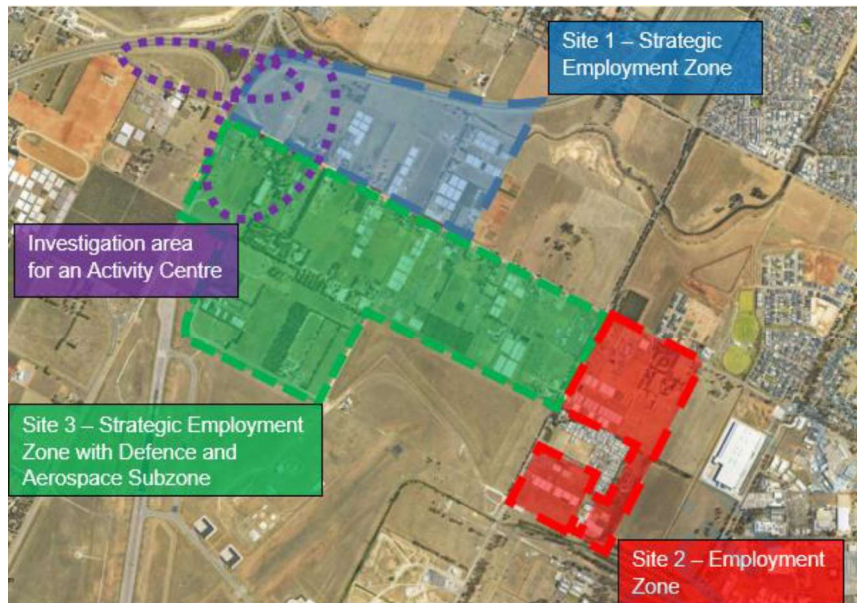 Site 1 – Strategic
Employment Zone
Investigation area
for an Activity Centre
Site 3 – Strategic Employment
Zone with Defence and
Aerospace Subzone
Site 2 – Employment
Zone